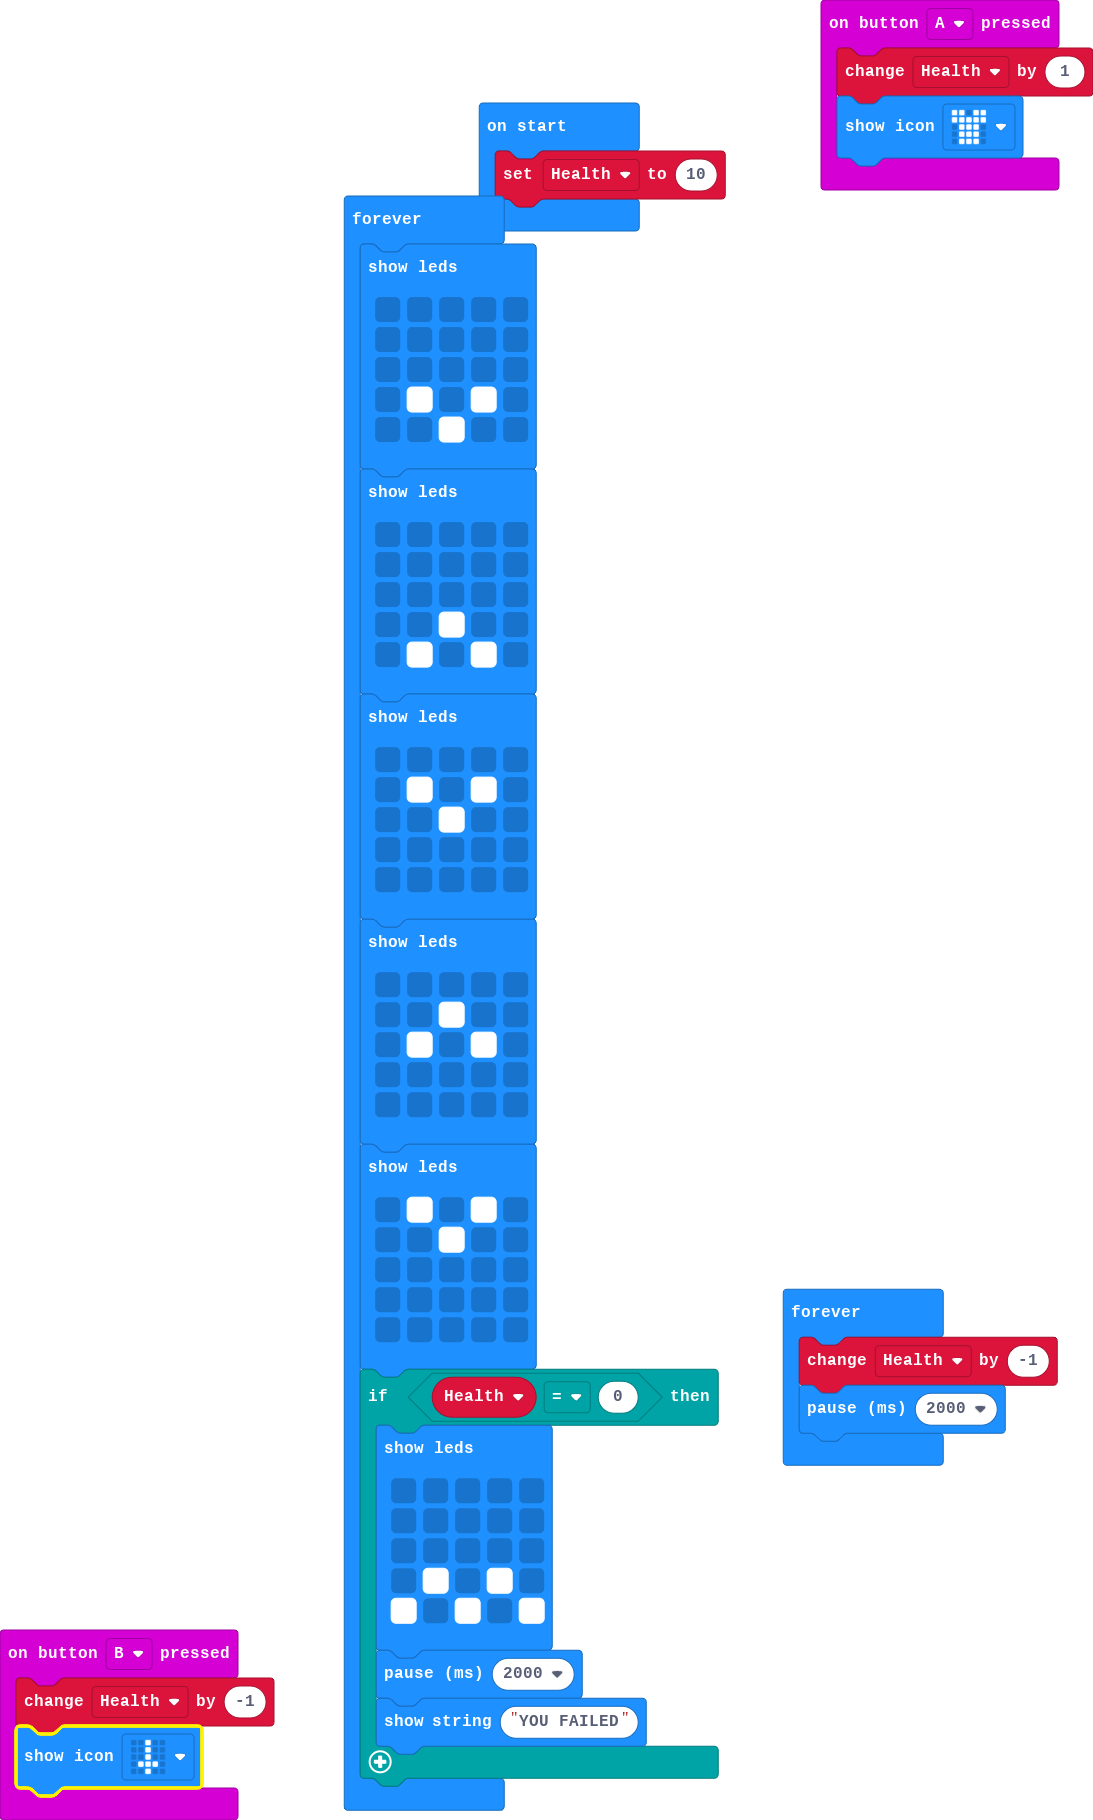 on button A pressed
change Health by 1
show icon
on start
set Health to 10
forever
show leds
show leds
show leds
show leds
show leds
if Health = 0 then
show leds
pause (ms) 2000
show string "YOU FAILED"
forever
change Health by -1
pause (ms) 2000
on button B pressed
change Health by -1
show icon